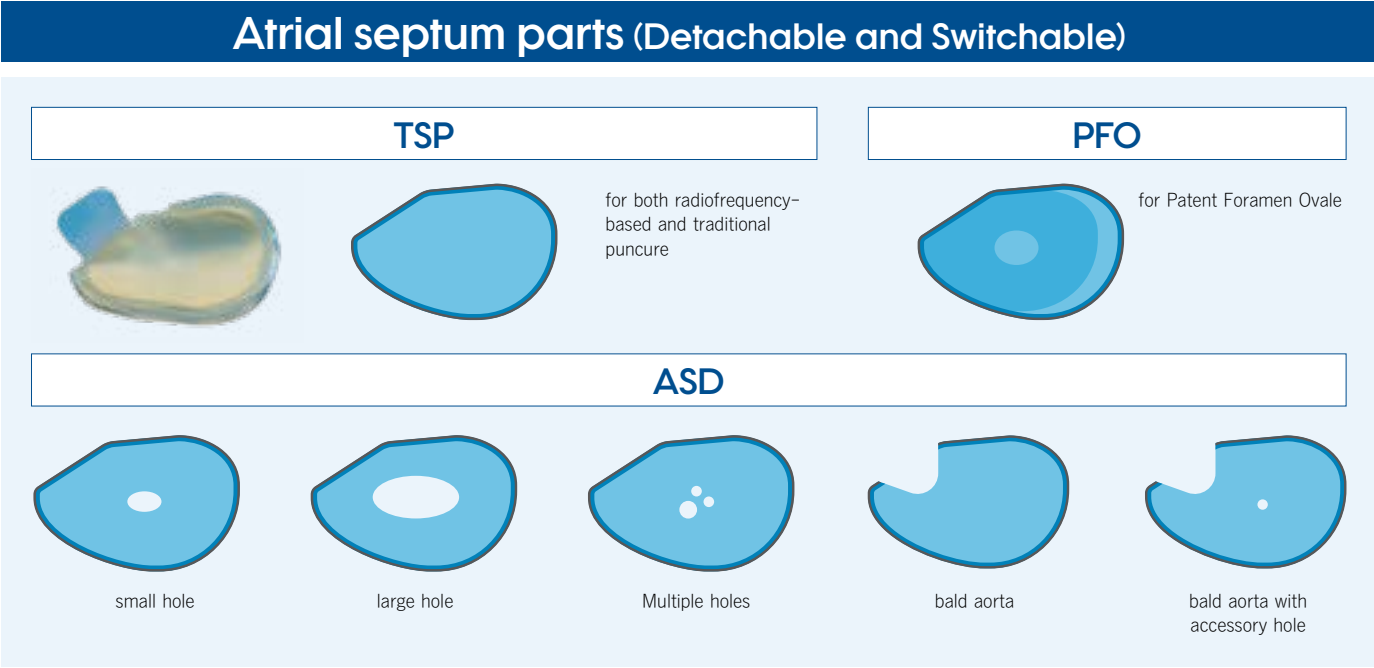 Atrial septum parts (Detachable and Switchable)
TSP
for both radiofrequency-
based and traditional
puncure
PFO
for Patent Foramen Ovale
ASD
small hole
large hole
Multiple holes
bald aorta
bald aorta with
accessory hole